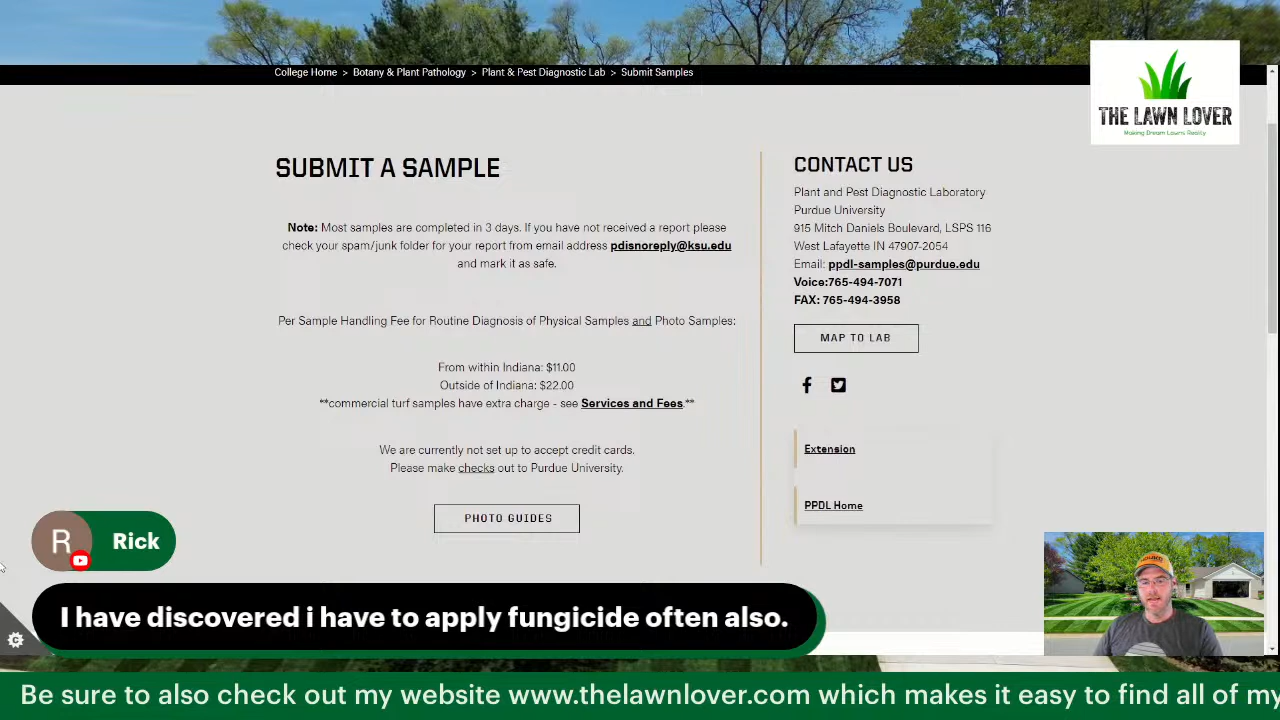 College Home > Botany & Plant Pathology > Plant & Pest Diagnostic Lab > Submit Samples
THE LAWN LOVER
Making Dream Lawns Reality
SUBMIT A SAMPLE
Note: Most samples are completed in 3 days. If you have not received a report please
check your spam/junk folder for your report from email address pdisnoreply@ksu.edu
and mark it as safe.
Per Sample Handling Fee for Routine Diagnosis of Physical Samples and Photo Samples:
From within Indiana: $11.00
Outside of Indiana: $22.00
**commercial turf samples have extra charge - see Services and Fees.**
We are currently not set up to accept credit cards.
Please make checks out to Purdue University.
PHOTO GUIDES
CONTACT US
Plant and Pest Diagnostic Laboratory
Purdue University
915 Mitch Daniels Boulevard, LSPS 116
West Lafayette IN 47907-2054
Email: ppdl-samples@purdue.edu
Voice:765-494-7071
FAX: 765-494-3958
MAP TO LAB
Extension
PPDL Home
R
Rick
I have discovered i have to apply fungicide often also.
Be sure to also check out my website www.thelawnlover.com which makes it easy to find all of my